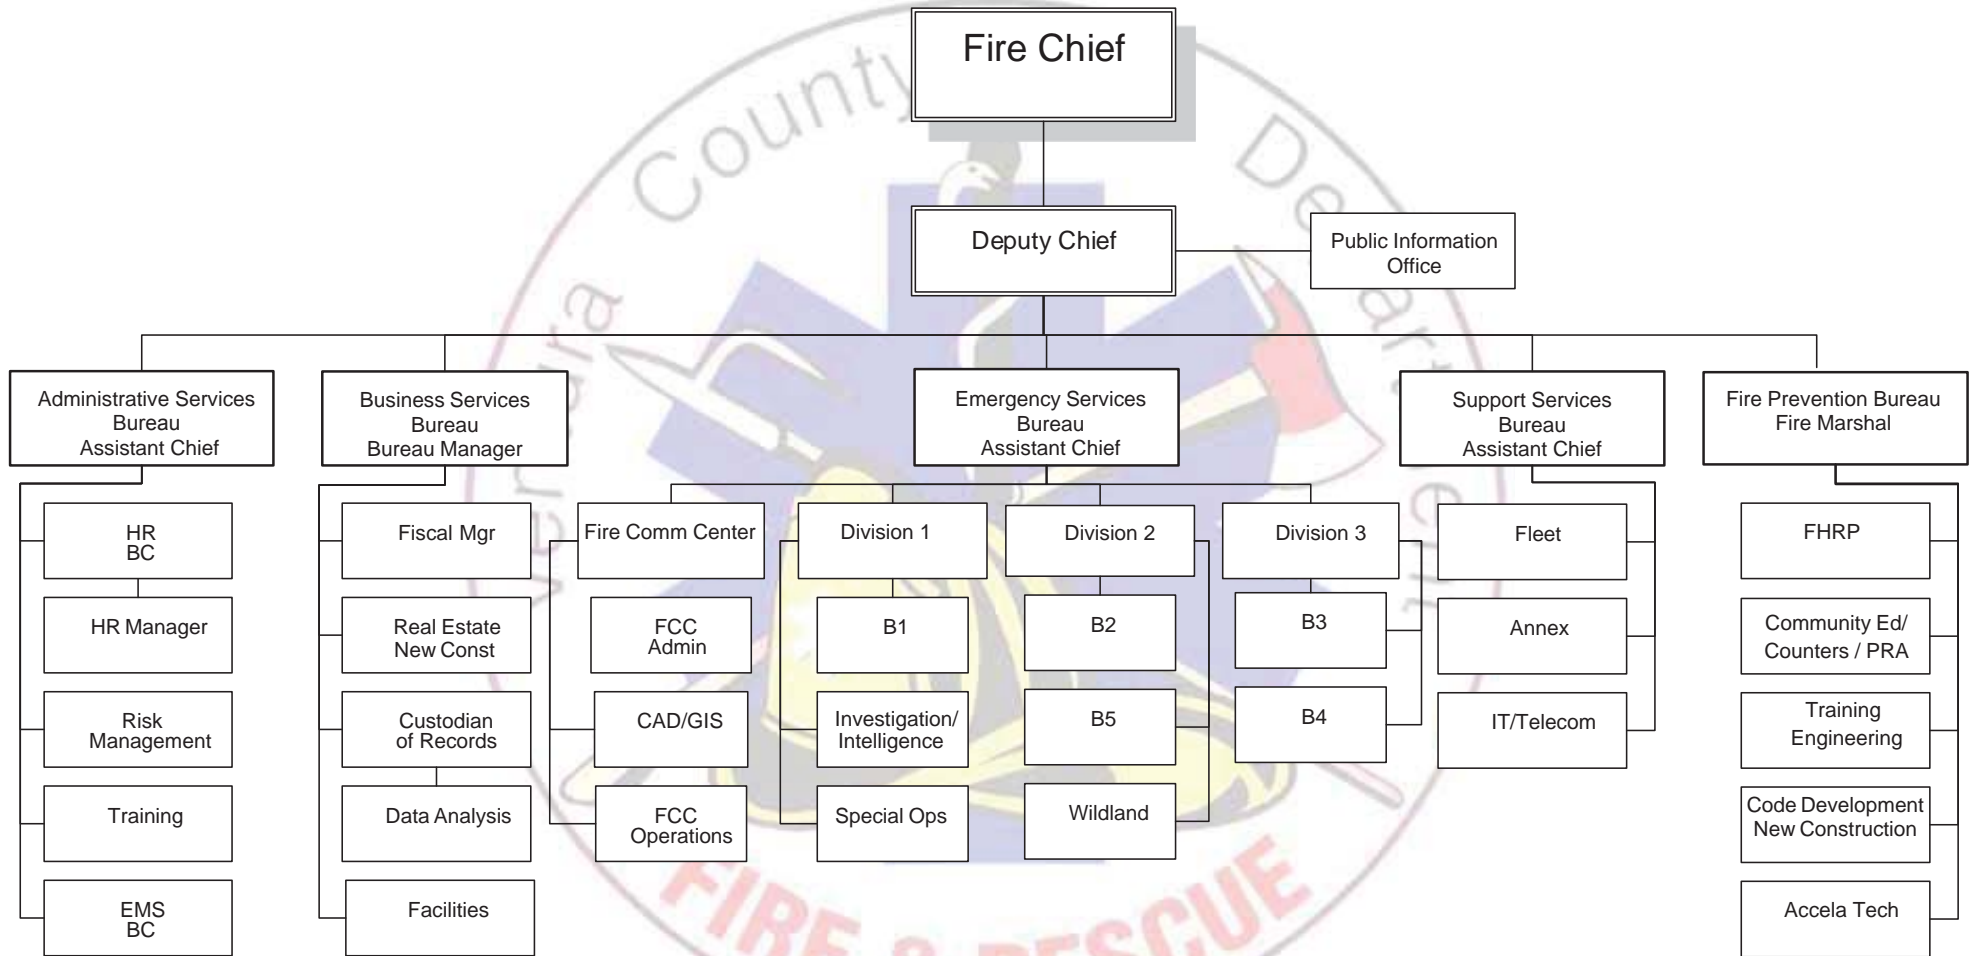 Fire Chief
Ventura County Department
Deputy Chief
Public Information
Office
Administrative Services
Bureau
Assistant Chief
Business Services
Bureau
Bureau Manager
Emergency Services
Bureau
Assistant Chief
Support Services
Bureau
Assistant Chief
Fire Prevention Bureau
Fire Marshal
HR
BC
HR Manager
Risk
Management
Training
EMS
BC
Fiscal Mgr
Real Estate
New Const
Custodian
of Records
Data Analysis
Facilities
Fire Comm Center
FCC
Admin
CAD/GIS
FCC
Operations
Division 1
B1
Investigation/
Intelligence
Special Ops
Division 2
B2
B5
Wildland
Division 3
B3
B4
Fleet
Annex
IT/Telecom
FHRP
Community Ed/
Counters / PRA
Training
Engineering
Code Development
New Construction
Accela Tech
FIRE & RESCUE